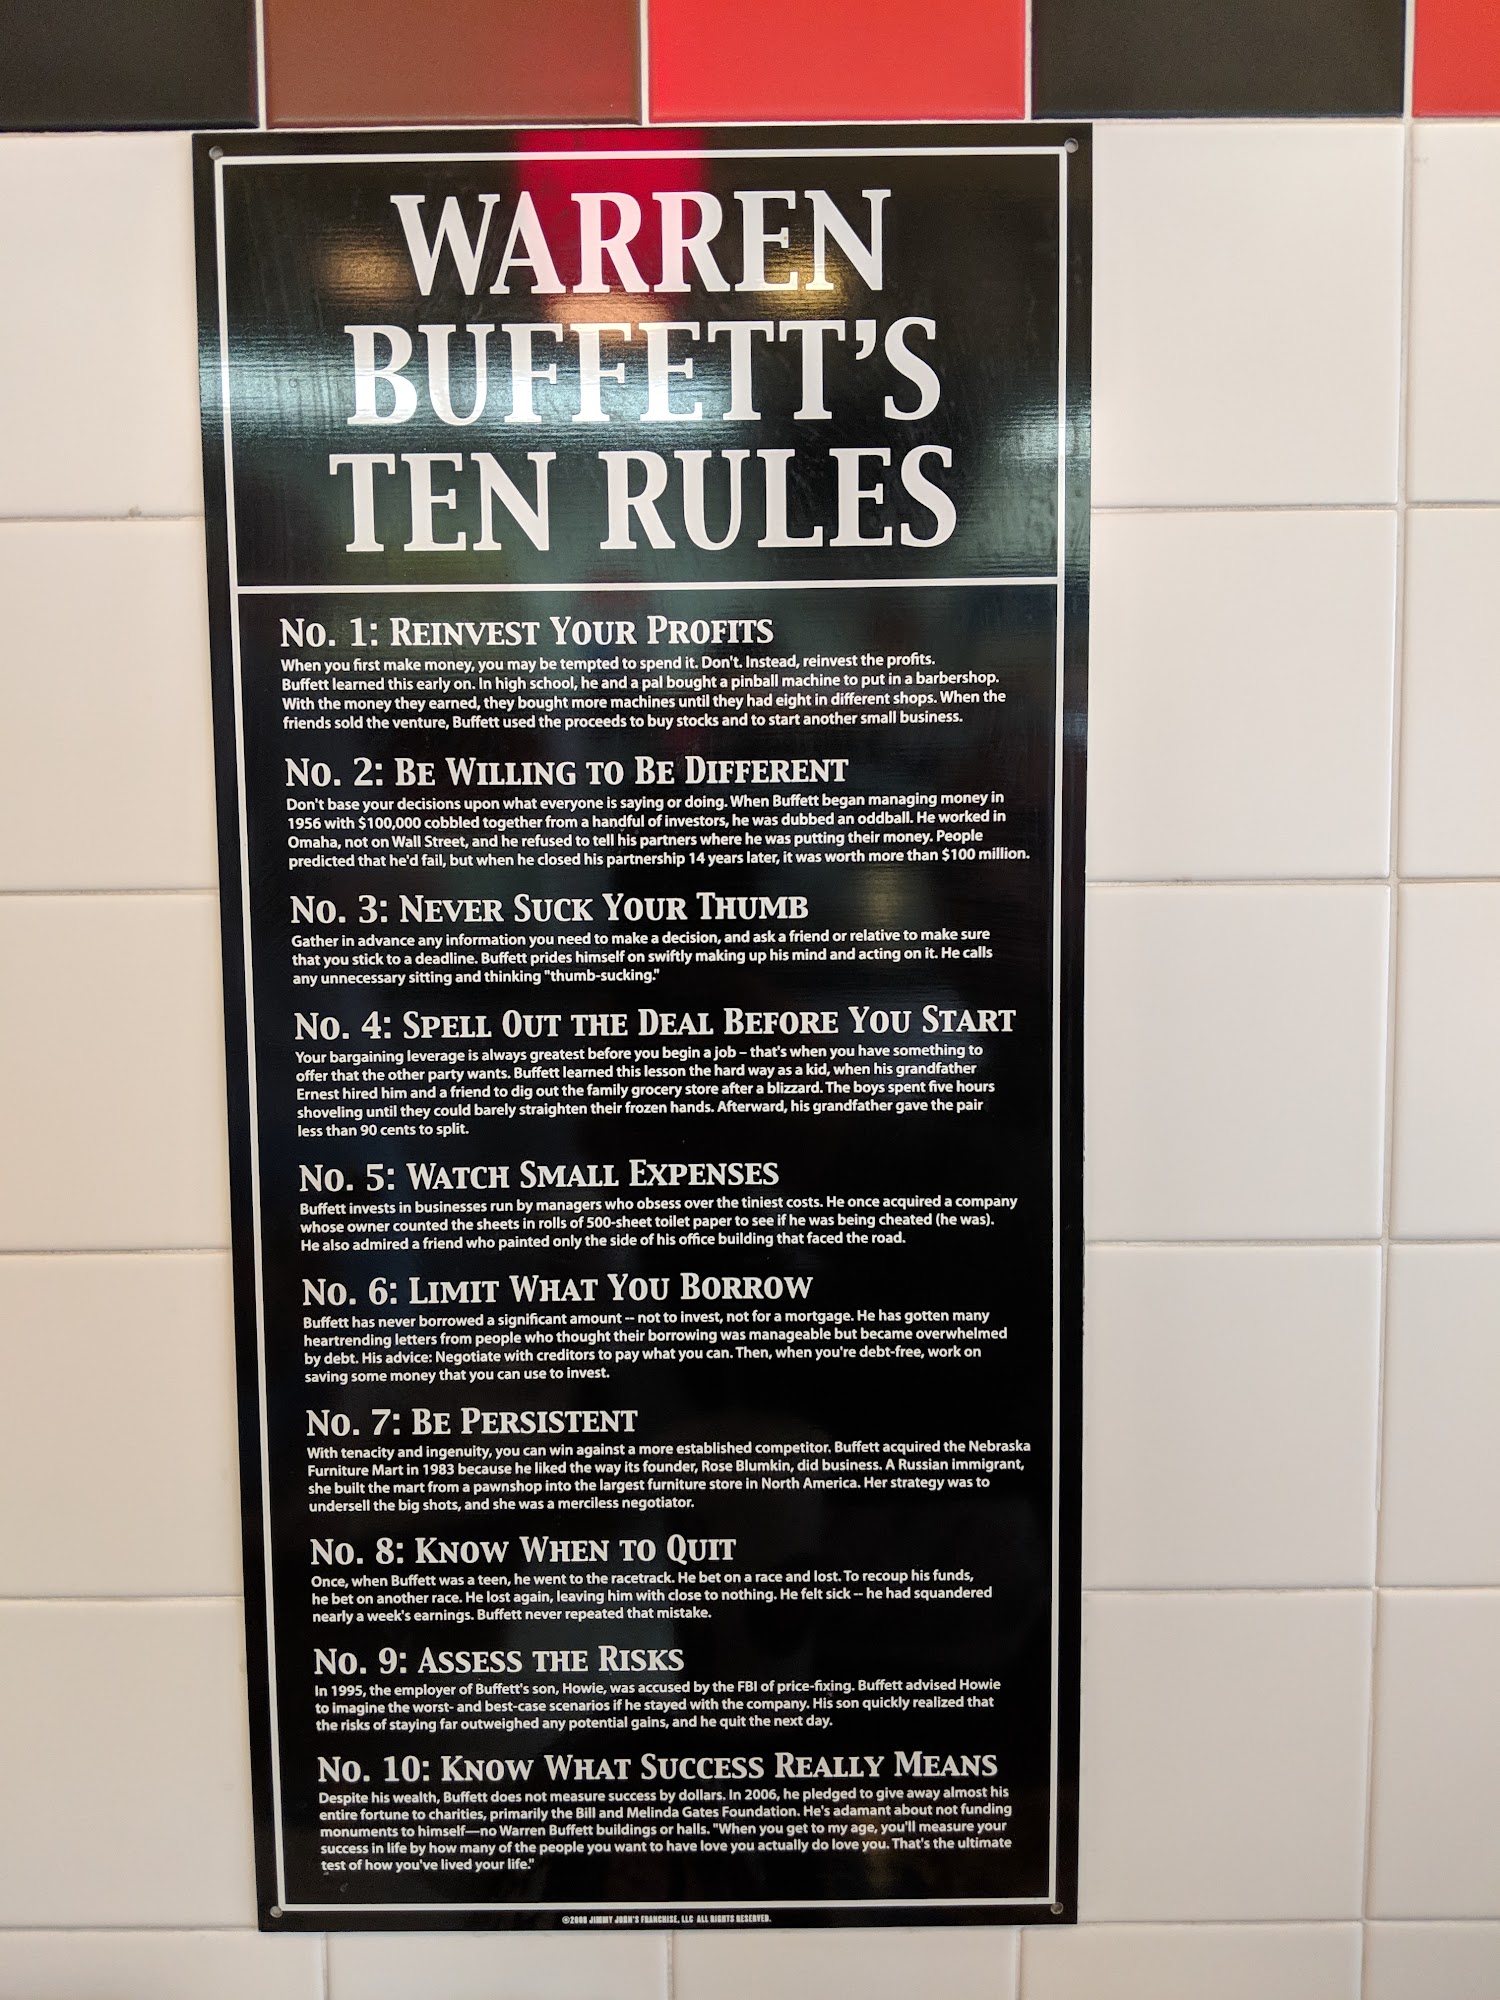 WARREN
BUFFETT'S
TEN RULES
No. 1: Reinvest Your Profits
When you first make money, you may be tempted to spend it. Don't. Instead, reinvest the profits.
Buffett learned this early on. In high school, he and a pal bought a pinball machine to put in a barbershop.
With the money they earned, they bought more machines until they had eight in different shops. When the
friends sold the venture, Buffett used the proceeds to buy stocks and to start another small business.
No. 2: Be Willing to Be Different
Don't base your decisions upon what everyone is saying or doing. When Buffett began managing money in
1956 with $100,000 cobbled together from a handful of investors, he was dubbed an oddball. He worked in
Omaha, not on Wall Street, and he refused to tell his partners where he was putting their money. People
predicted that he'd fail, but when he closed his partnership 14 years later, it was worth more than $100 million.
No. 3: Never Suck Your Thumb
Gather in advance any information you need to make a decision, and ask a friend or relative to make sure
that you stick to a deadline. Buffett prides himself on swiftly making up his mind and acting on it. He calls
any unnecessary sitting and thinking "thumb-sucking."
No. 4: Spell Out the Deal Before You Start
Your bargaining leverage is always greatest before you begin a job – that's when you have something to
offer that the other party wants. Buffett learned this lesson the hard way as a kid, when his grandfather
Ernest hired him and a friend to dig out the family grocery store after a blizzard. The boys spent five hours
shoveling until they could barely straighten their frozen hands. Afterward, his grandfather gave the pair
less than 90 cents to split.
No. 5: Watch Small Expenses
Buffett invests in businesses run by managers who obsess over the tiniest costs. He once acquired a company
whose owner counted the sheets in rolls of 500-sheet toilet paper to see if he was being cheated (he was).
He also admired a friend who painted only the side of his office building that faced the road.
No. 6: Limit What You Borrow
Buffett has never borrowed a significant amount -- not to invest, not for a mortgage. He has gotten many
heartrending letters from people who thought their borrowing was manageable but became overwhelmed
by debt. His advice: Negotiate with creditors to pay what you can. Then, when you're debt-free, work on
saving some money that you can use to invest.
No. 7: Be Persistent
With tenacity and ingenuity, you can win against a more established competitor. Buffett acquired the Nebraska
Furniture Mart in 1983 because he liked the way its founder, Rose Blumkin, did business. A Russian immigrant,
she built the mart from a pawnshop into the largest furniture store in North America. Her strategy was to
undersell the big shots, and she was a merciless negotiator.
No. 8: Know When to Quit
Once, when Buffett was a teen, he went to the racetrack. He bet on a race and lost. To recoup his funds,
he bet on another race. He lost again, leaving him with close to nothing. He felt sick -- he had squandered
nearly a week's earnings. Buffett never repeated that mistake.
No. 9: Assess the Risks
In 1995, the employer of Buffett's son, Howie, was accused by the FBI of price-fixing. Buffett advised Howie
to imagine the worst- and best-case scenarios if he stayed with the company. His son quickly realized that
the risks of staying far outweighed any potential gains, and he quit the next day.
No. 10: Know What Success Really Means
Despite his wealth, Buffett does not measure success by dollars. In 2006, he pledged to give away almost his
entire fortune to charities, primarily the Bill and Melinda Gates Foundation. He's adamant about not funding
monuments to himself—no Warren Buffett buildings or halls. "When you get to my age, you'll measure your
success in life by how many of the people you want to have love you actually do love you. That's the ultimate
test of how you've lived your life."
©2008 JIMMY JOHN'S FRANCHISE, LLC ALL RIGHTS RESERVED.